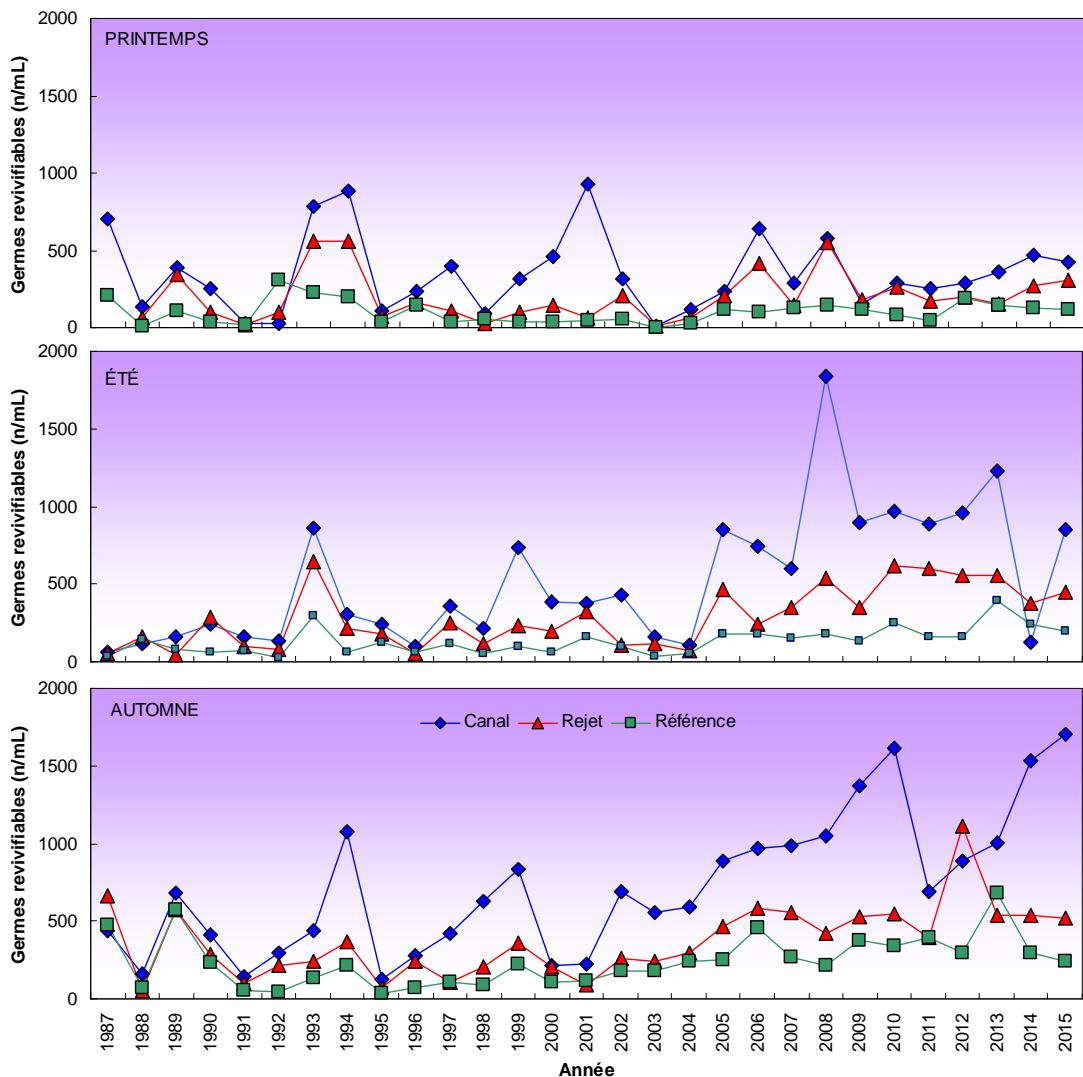 PRINTEMPS
Germes revivifiables (n/mL)
2000
1500
1000
500
0
ÉTÉ
Germes revivifiables (n/mL)
2000
1500
1000
500
0
AUTOMNE
Canal Rejet Référence
Germes revivifiables (n/mL)
2000
1500
1000
500
0
1987 1988 1989 1990 1991 1992 1993 1994 1995 1996 1997 1998 1999 2000 2001 2002 2003 2004 2005 2006 2007 2008 2009 2010 2011 2012 2013 2014 2015
Année